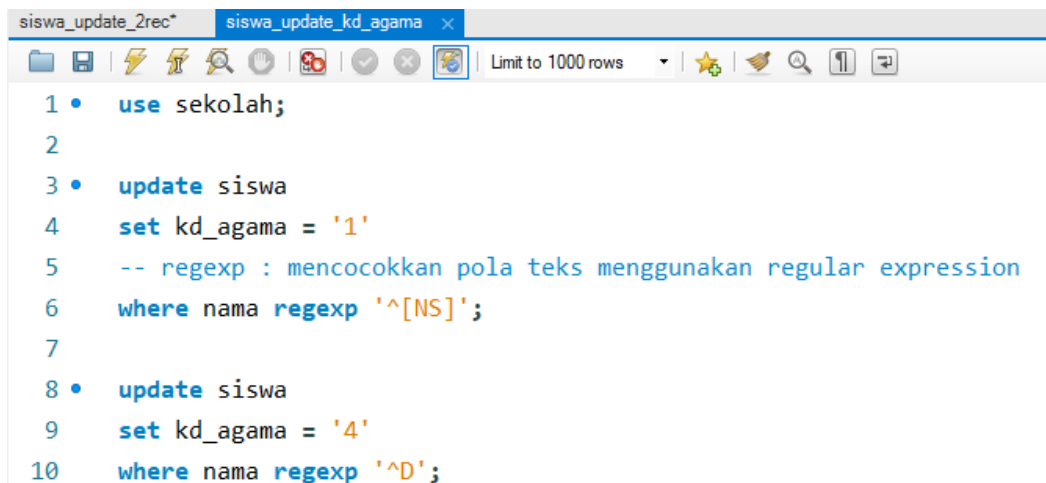 siswa_update_2rec* siswa_update_kd_agama ×
Limit to 1000 rows
1 use sekolah;
2
3 update siswa
4 set kd_agama = '1'
5 -- regexp : mencocokkan pola teks menggunakan regular expression
6 where nama regexp '^[NS]';
7
8 update siswa
9 set kd_agama = '4'
10 where nama regexp '^D';